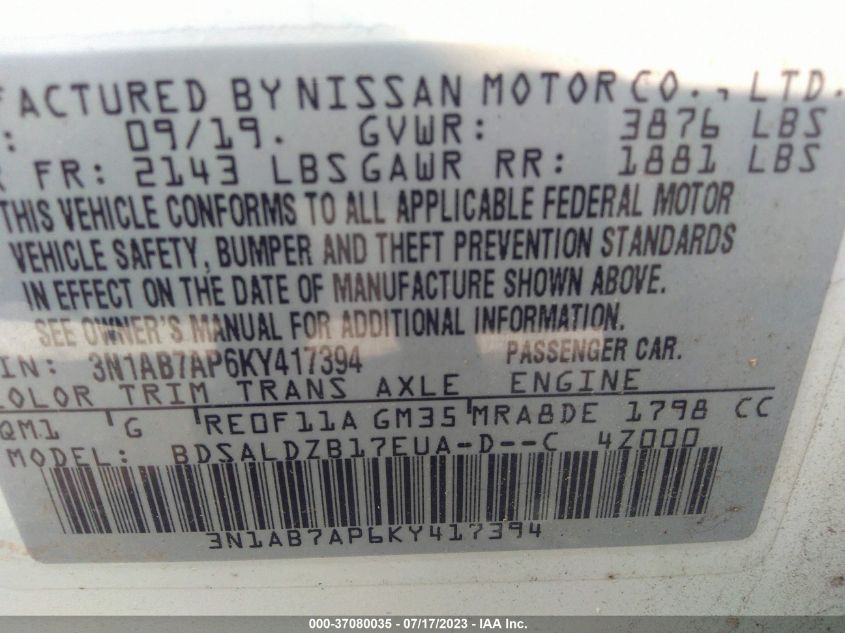 FACTURED BY NISSAN MOTOR CO., LTD.
: 09/19. GVWR: 3876 LBS
R FR: 2143 LBS GAWR RR: 1881 LBS
THIS VEHICLE CONFORMS TO ALL APPLICABLE FEDERAL MOTOR
VEHICLE SAFETY, BUMPER AND THEFT PREVENTION STANDARDS
IN EFFECT ON THE DATE OF MANUFACTURE SHOWN ABOVE.
SEE OWNER'S MANUAL FOR ADDITIONAL INFORMATION.
IN: 3N1AB7AP6KY417394 PASSENGER CAR.
COLOR TRIM TRANS AXLE ENGINE
QM1 G RE0F11A GM35 MRA8DE 1798 CC
MODEL: BDSALDZB17EUA-D--C 4Z000
3N1AB7AP6KY417394
000-37080035 - 07/17/2023 - IAA Inc.